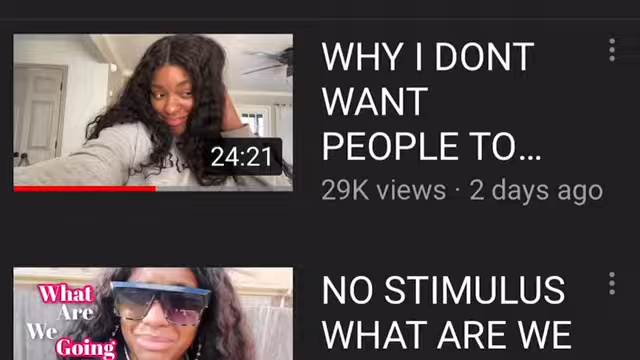 WHY I DONT
WANT
PEOPLE TO...
24:21
29K views · 2 days ago
NO STIMULUS
WHAT ARE WE
What
Are
We
Going